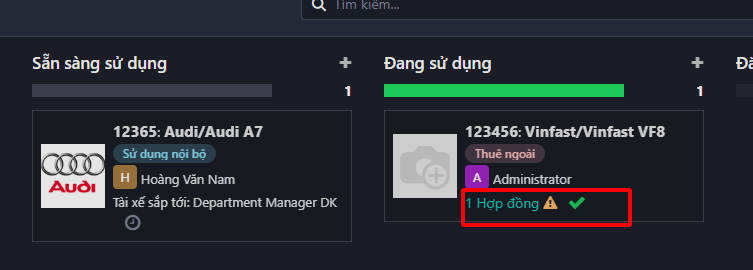 Tìm kiếm...
Sẵn sàng sử dụng +
1
Đang sử dụng +
1
Đã
12365: Audi/Audi A7
Sử dụng nội bộ
H Hoàng Văn Nam
Tài xế sắp tới: Department Manager DK
Audi
123456: Vinfast/Vinfast VF8
Thuê ngoài
A Administrator
1 Hợp đồng